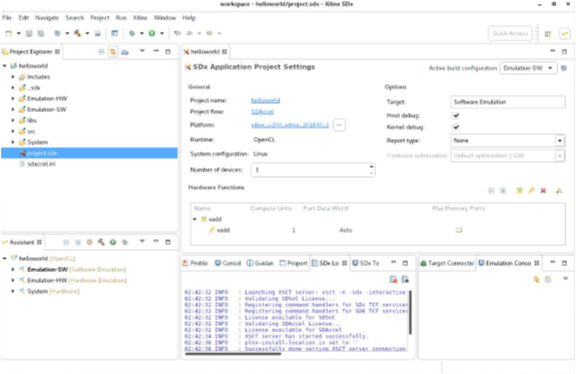 workspace - helloworld/project.sdx - Xilinx SDx
File Edit Navigate Search Project Run Xilinx Window Help
Quick Access
Project Explorer
helloworld
Includes
Emulation-HW
Emulation-SW
libs
src
System
project.sdx
sdaccel.ini
Assistant
helloworld [OpenCL]
Emulation-SW [Software Emulation]
Emulation-HW [Hardware Emulation]
System [Hardware]
helloworld
SDx Application Project Settings
Active build configuration: Emulation-SW
General
Project name: helloworld
Project flow: SDAccel
Platform: xilinx_u200_xdma_201830_1
Runtime: OpenCL
System configuration: Linux
Number of devices: 1
Options
Target: Software Emulation
Host debug:
Kernel debug:
Report type: None
Hardware optimization: Default optimization (-O0)
Hardware Functions
Name Compute Units Port Data Width Max Memory Ports
vadd
vadd 1 Auto
Proble Consol Guidan Propert SDx Lo SDx Te
02:42:32 INFO : Launching XSCT server: xsct -n -sdx -interactive
02:42:32 INFO : Validating SDSoC License...
02:42:32 INFO : Registering command handlers for SDx TCF services
02:42:32 INFO : Registering command handlers for SDK TCF services
02:42:32 INFO : License available for SDSoC
02:42:32 INFO : Validating SDAccel License...
02:42:32 INFO : License available for SDAccel
02:42:34 INFO : XSCT server has started successfully.
02:42:36 INFO : plnx-install-location is set to ''
02:42:36 INFO : Successfully done setting XSCT server connection
Target Connectio Emulation Conso